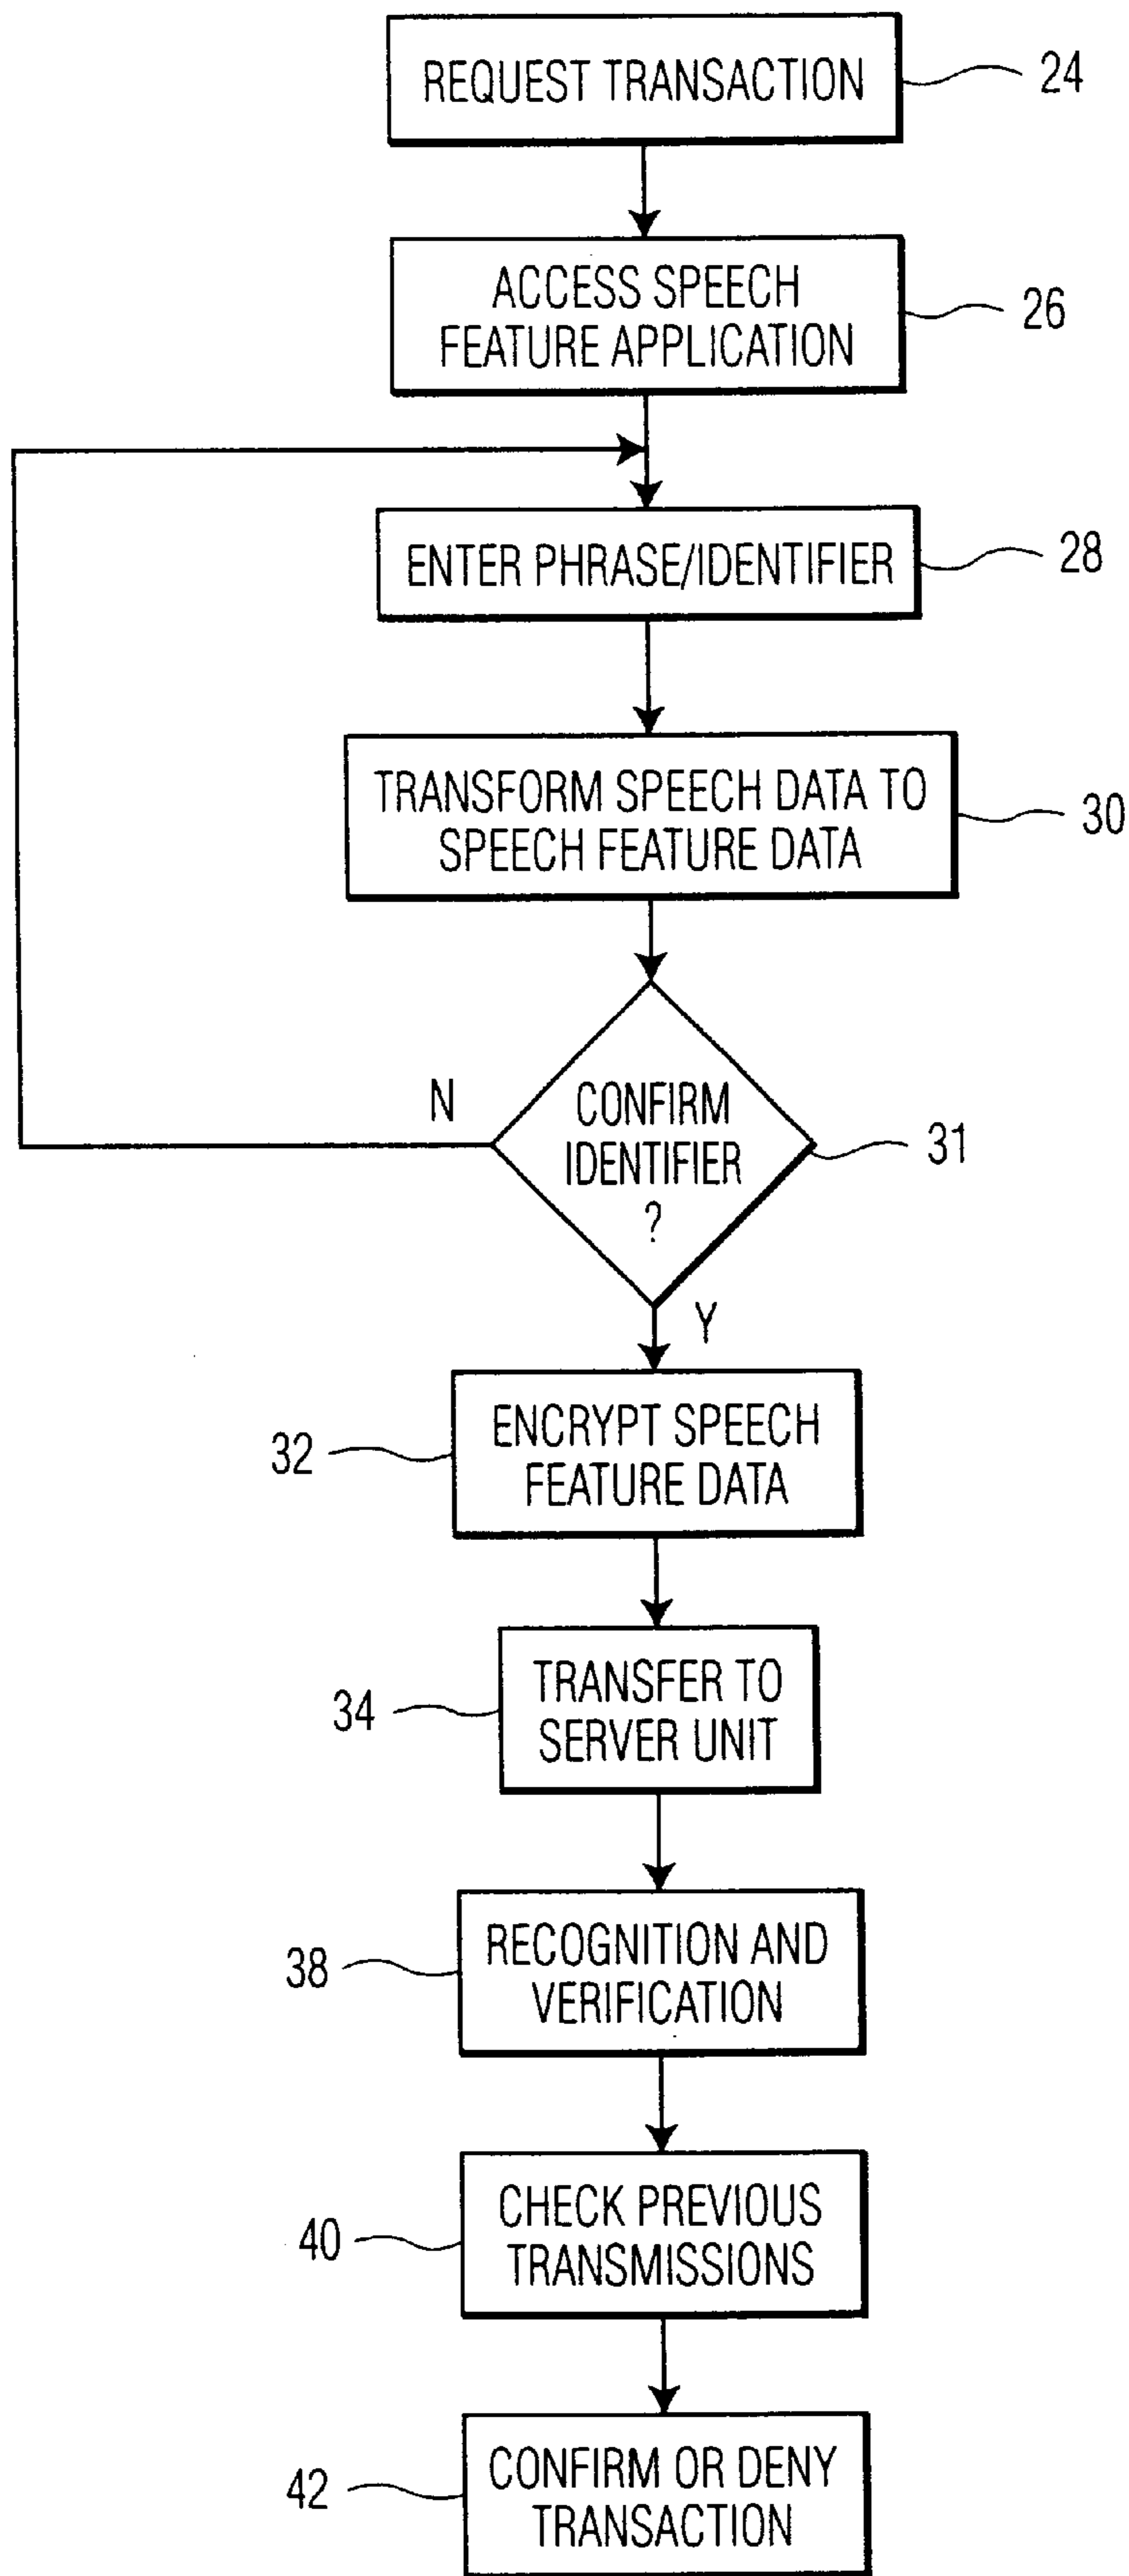 REQUEST TRANSACTION
24
ACCESS SPEECH
FEATURE APPLICATION
26
ENTER PHRASE/IDENTIFIER
28
TRANSFORM SPEECH DATA TO
SPEECH FEATURE DATA
30
N
CONFIRM
IDENTIFIER
?
31
Y
32
ENCRYPT SPEECH
FEATURE DATA
34
TRANSFER TO
SERVER UNIT
38
RECOGNITION AND
VERIFICATION
40
CHECK PREVIOUS
TRANSMISSIONS
42
CONFIRM OR DENY
TRANSACTION